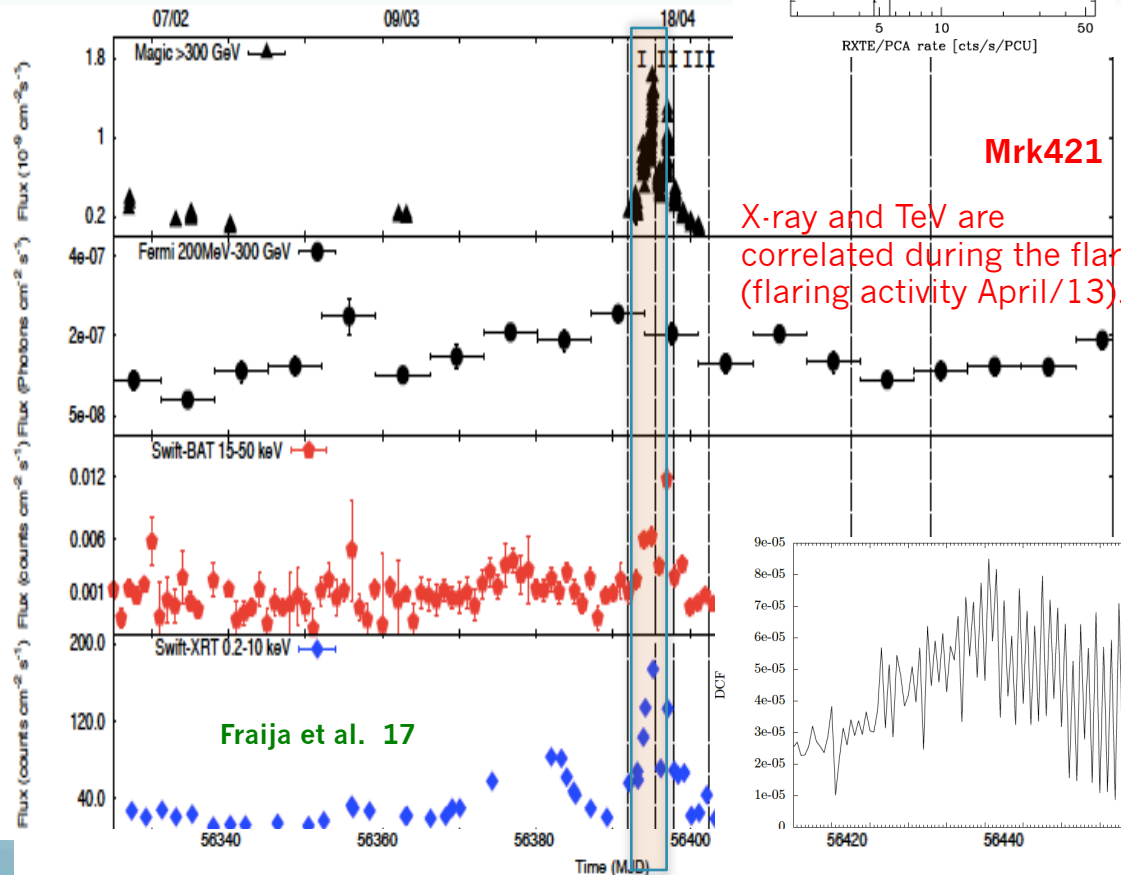 07/02 09/03 18/04
5 10 50
RXTE/PCA rate [cts/s/PCU]
Magic >300 GeV
I II III
1.8
1
0.2
Flux (10⁻⁹ cm⁻²s⁻¹)
Mrk421
X-ray and TeV are
correlated during the flar
(flaring activity April/13).
Fermi 200MeV-300 GeV
4e-07
2e-07
5e-08
Flux (Photons cm⁻² s⁻¹)
Swift-BAT 15-50 keV
0.012
0.006
0.001
Flux (counts cm⁻² s⁻¹)
Swift-XRT 0.2-10 keV
200.0
120.0
40.0
Flux (counts cm⁻² s⁻¹)
Fraija et al. 17
DCF
9e-05
8e-05
7e-05
6e-05
5e-05
4e-05
3e-05
2e-05
1e-05
0
56340 56360 56380 56400 56420 56440
Time (MJD)